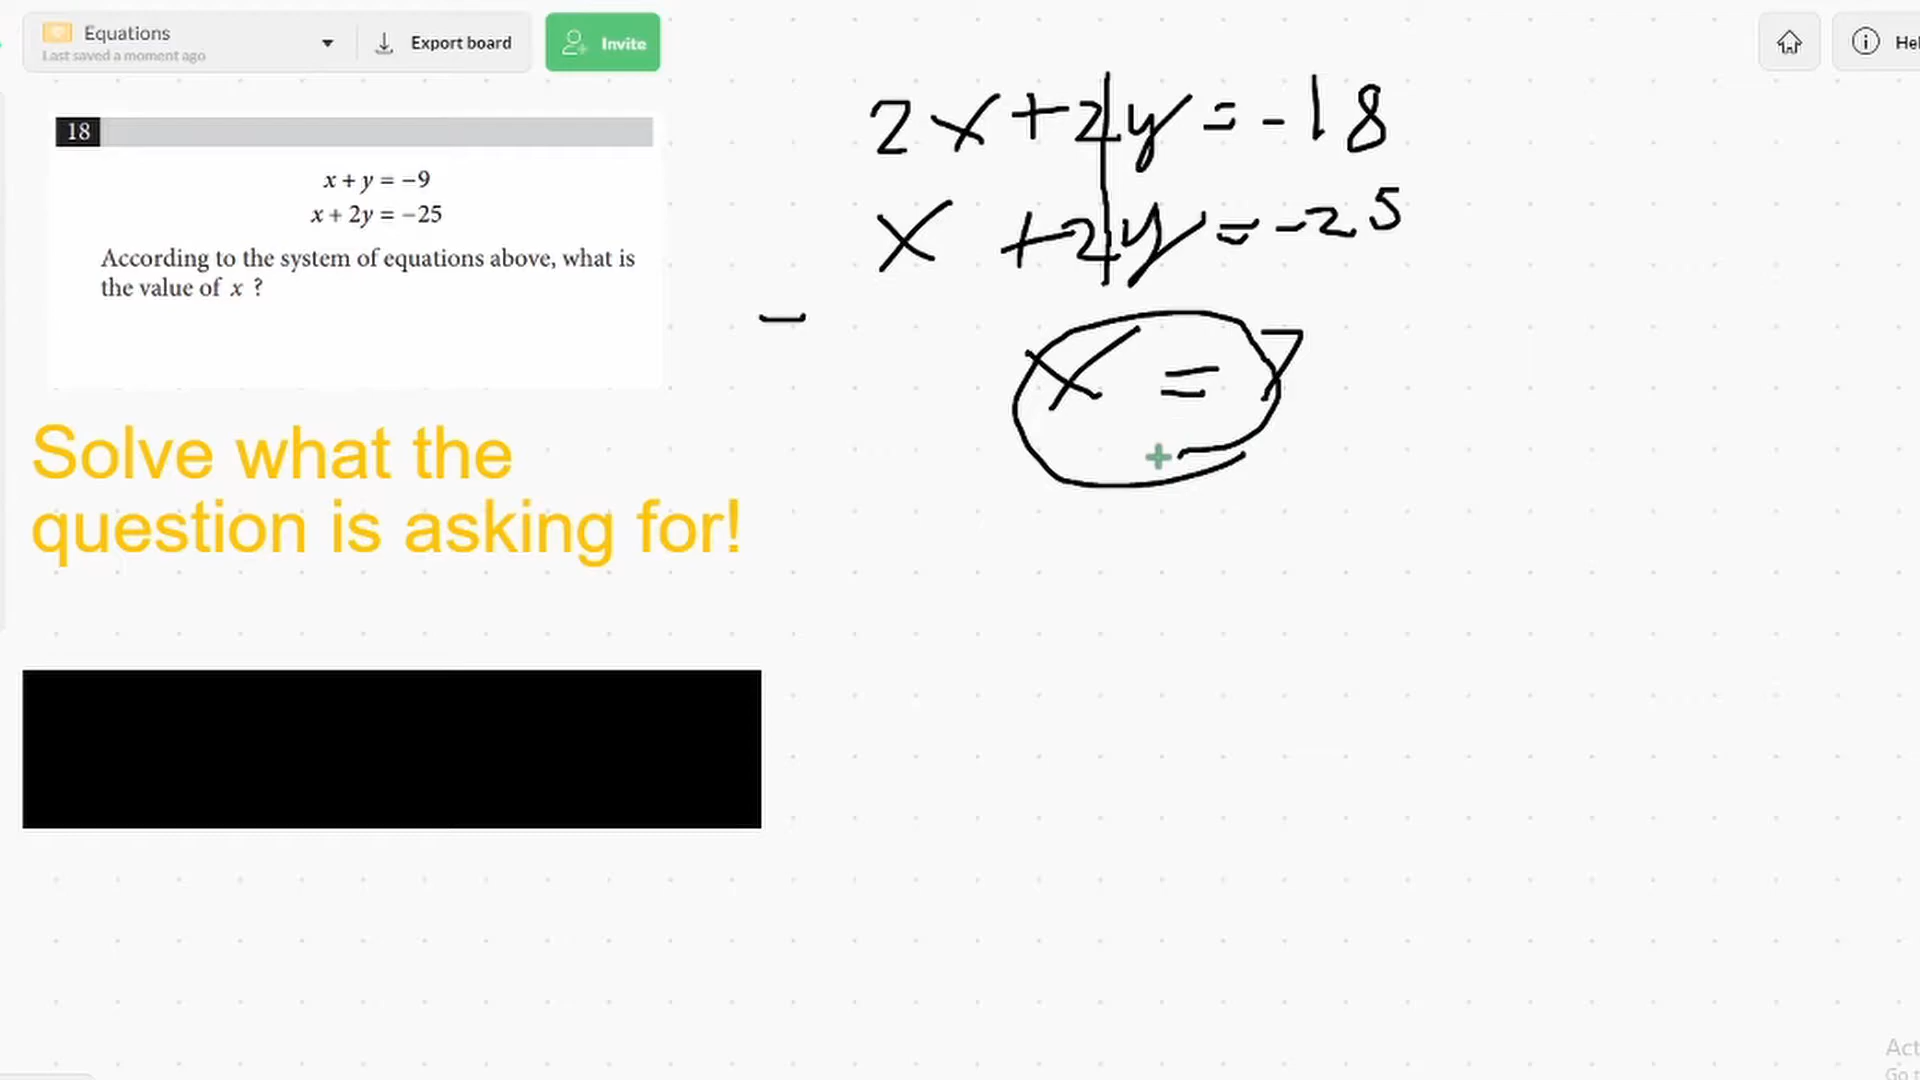 Equations
Last saved a moment ago
Export board
Invite
18
x + y = −9
x + 2y = −25
According to the system of equations above, what is
the value of x ?
Solve what the
question is asking for!
2x+2y=-18
x +2y=-25
−
x = 7